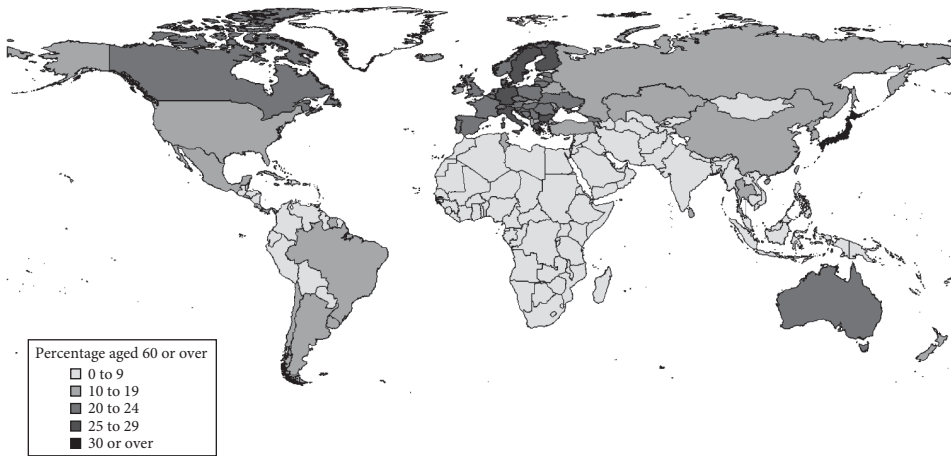 Percentage aged 60 or over
0 to 9
10 to 19
20 to 24
25 to 29
30 or over